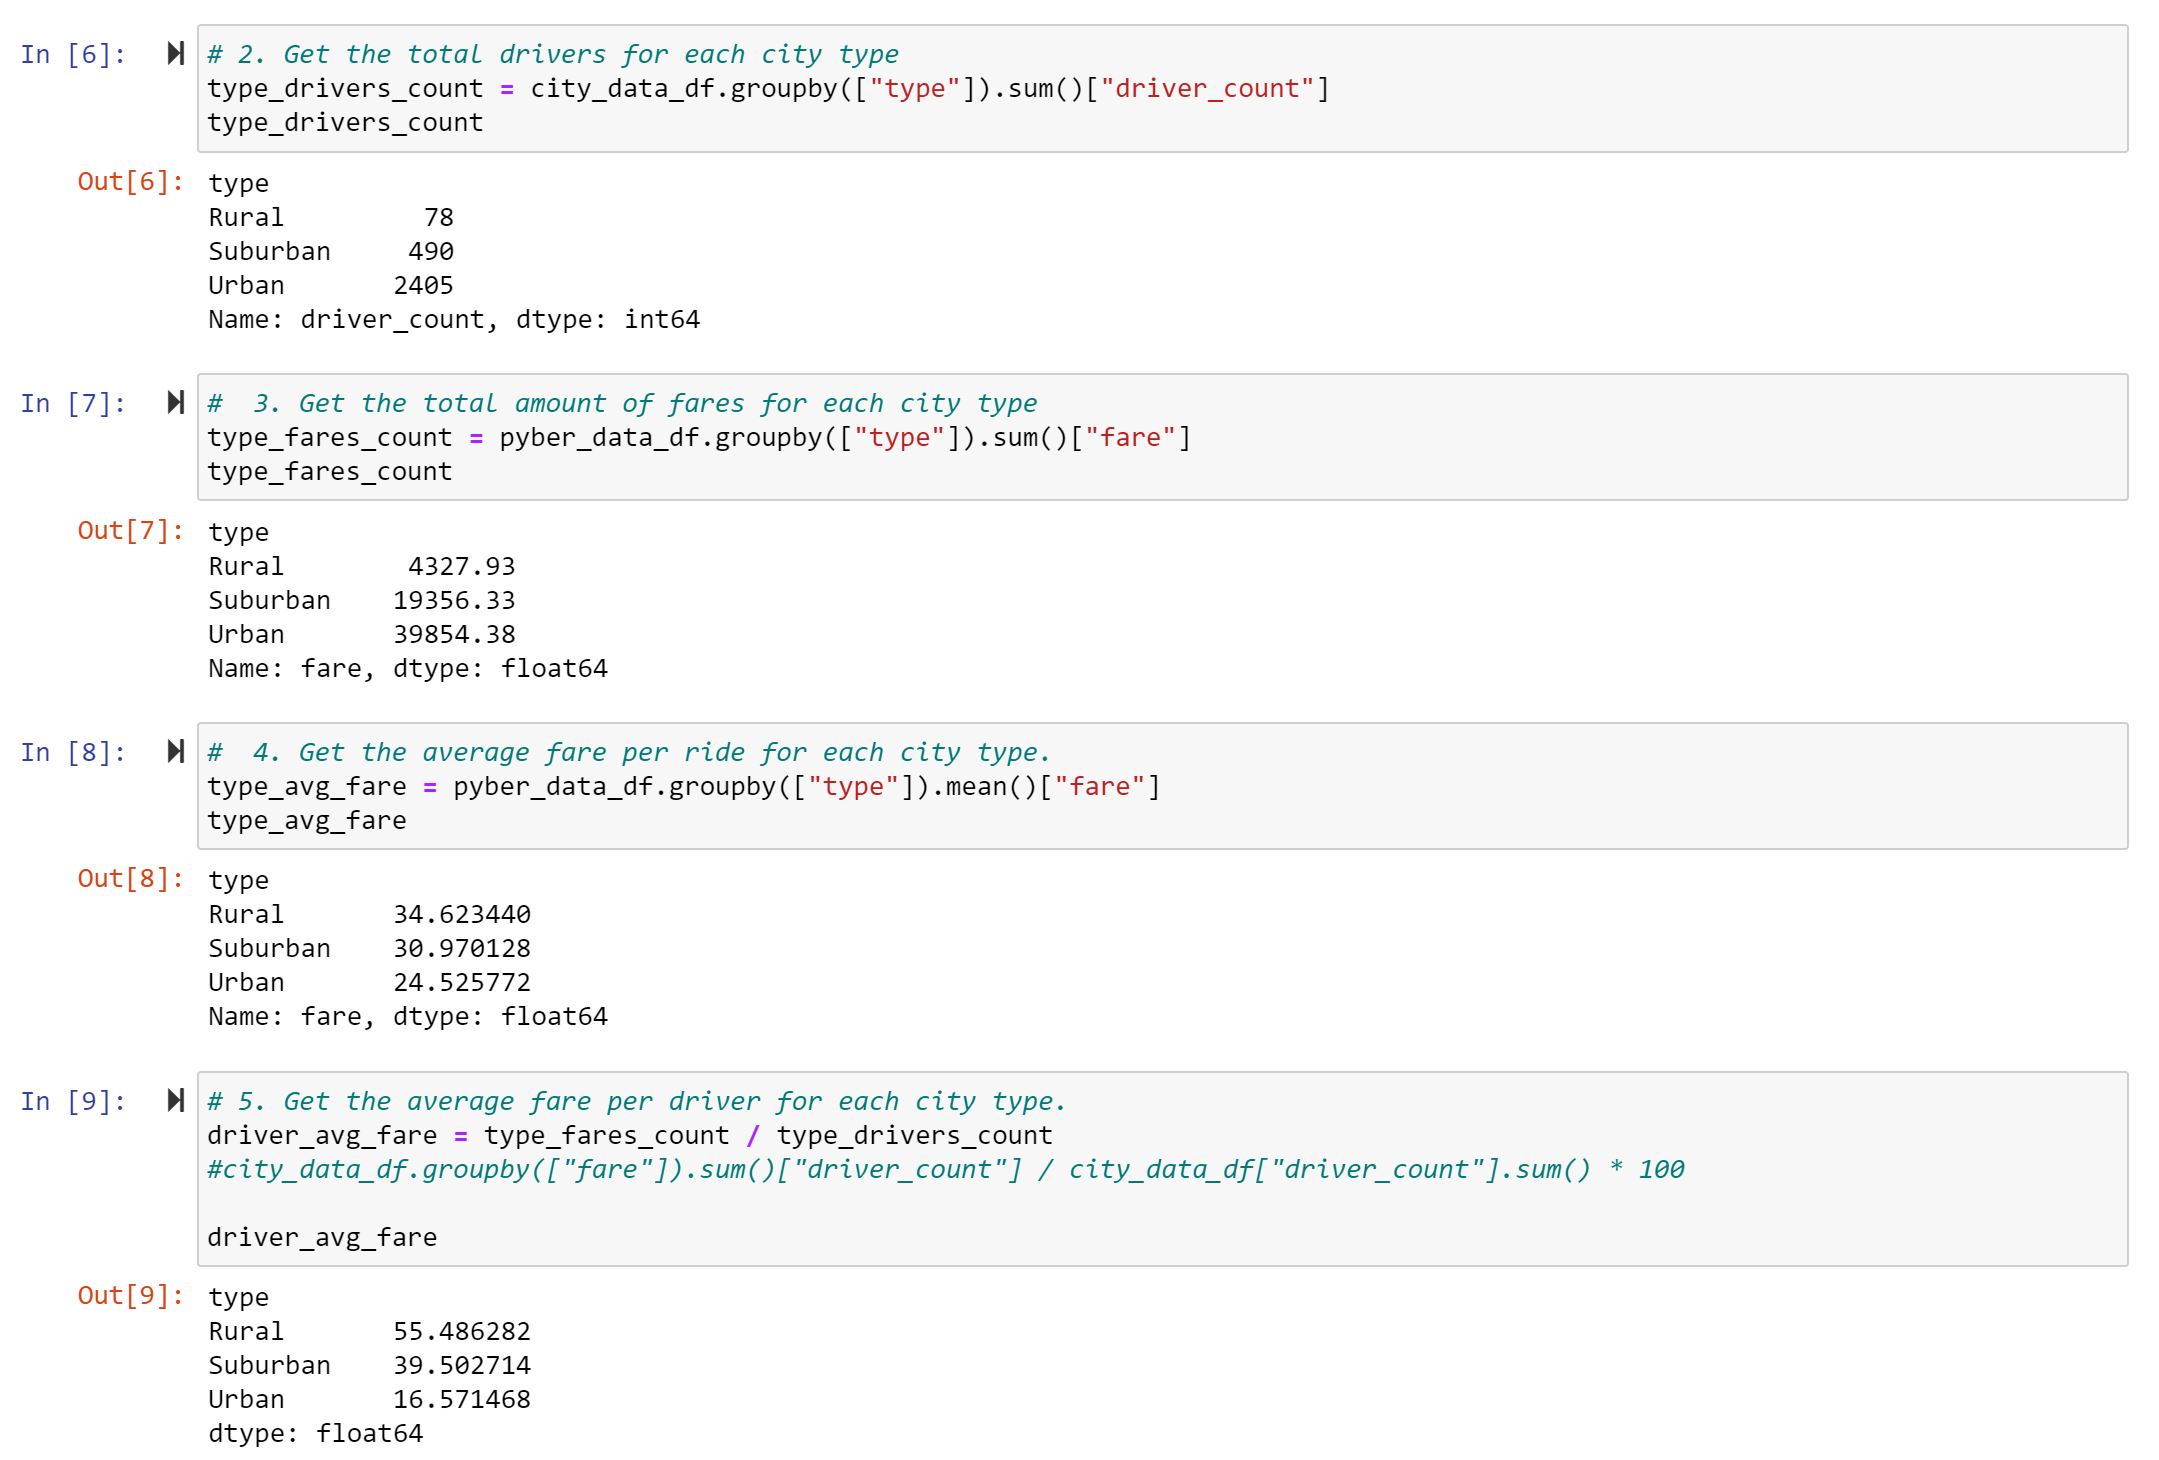 In [6]: # 2. Get the total drivers for each city type
type_drivers_count = city_data_df.groupby(["type"]).sum()["driver_count"]
type_drivers_count
Out[6]: type
Rural         78
Suburban     490
Urban       2405
Name: driver_count, dtype: int64
In [7]: #  3. Get the total amount of fares for each city type
type_fares_count = pyber_data_df.groupby(["type"]).sum()["fare"]
type_fares_count
Out[7]: type
Rural        4327.93
Suburban    19356.33
Urban       39854.38
Name: fare, dtype: float64
In [8]: #  4. Get the average fare per ride for each city type.
type_avg_fare = pyber_data_df.groupby(["type"]).mean()["fare"]
type_avg_fare
Out[8]: type
Rural       34.623440
Suburban    30.970128
Urban       24.525772
Name: fare, dtype: float64
In [9]: # 5. Get the average fare per driver for each city type.
driver_avg_fare = type_fares_count / type_drivers_count
#city_data_df.groupby(["fare"]).sum()["driver_count"] / city_data_df["driver_count"].sum() * 100
driver_avg_fare
Out[9]: type
Rural       55.486282
Suburban    39.502714
Urban       16.571468
dtype: float64